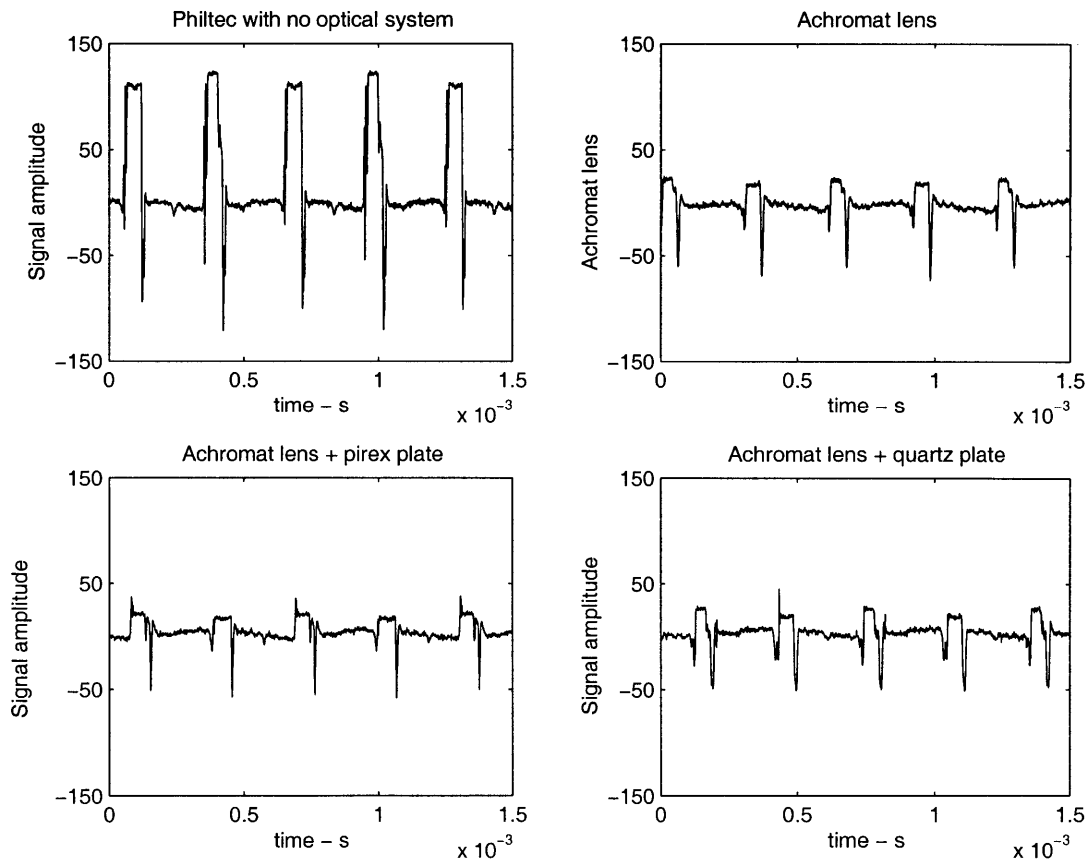 Philtec with no optical system
150
50
−50
−150
Signal amplitude
0
0.5
1
1.5
time − s
x 10⁻³
Achromat lens
150
50
−50
−150
Achromat lens
0
0.5
1
1.5
time − s
x 10⁻³
Achromat lens + pirex plate
150
50
−50
−150
Signal amplitude
0
0.5
1
1.5
time − s
x 10⁻³
Achromat lens + quartz plate
150
50
−50
−150
Signal amplitude
0
0.5
1
1.5
time − s
x 10⁻³